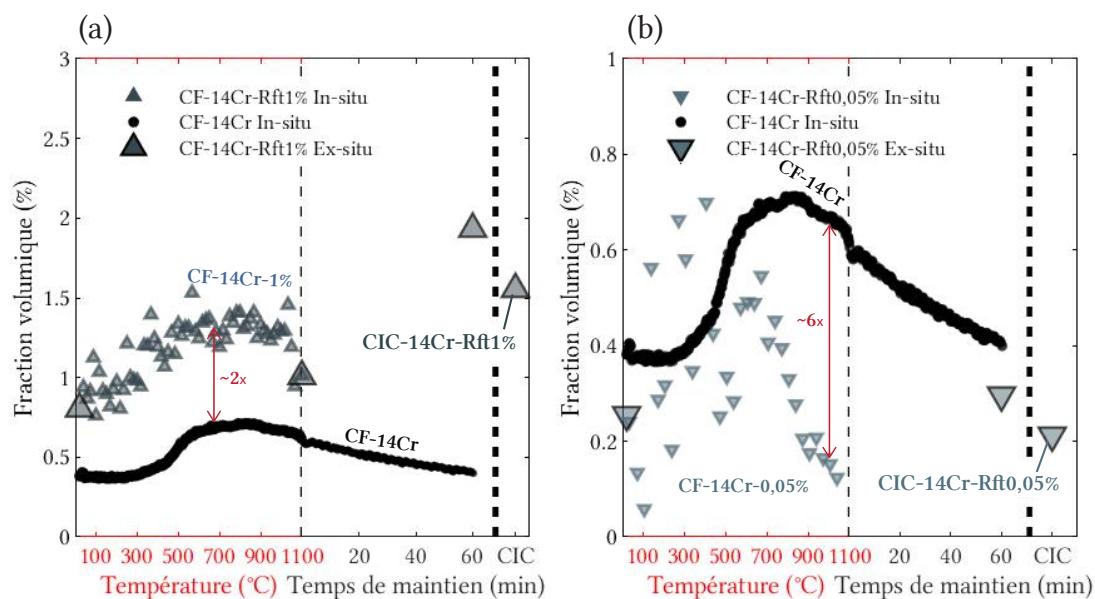 (a)
3
2.5
2
1.5
1
0.5
0
Fraction volumique (%)
CF-14Cr-Rft1% In-situ
CF-14Cr In-situ
CF-14Cr-Rft1% Ex-situ
CF-14Cr-1%
~2x
CF-14Cr
CIC-14Cr-Rft1%
100 300 500 700 900 1100 20 40 60 CIC
Température (°C) Temps de maintien (min)
(b)
1
0.8
0.6
0.4
0.2
0
Fraction volumique (%)
CF-14Cr-Rft0,05% In-situ
CF-14Cr In-situ
CF-14Cr-Rft0,05% Ex-situ
CF-14Cr
~6x
CF-14Cr-0,05%
CIC-14Cr-Rft0,05%
100 300 500 700 900 1100 20 40 60 CIC
Température (°C) Temps de maintien (min)